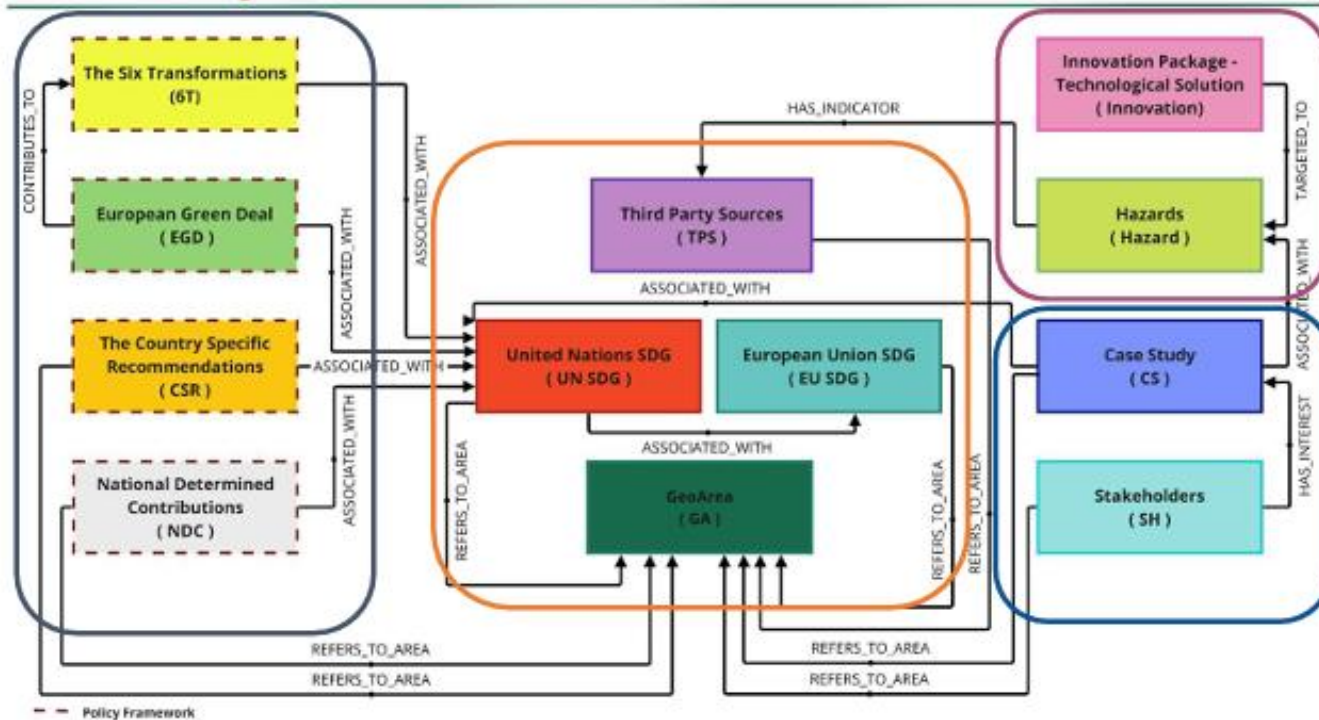 The Six Transformations
(6T)
CONTRIBUTES_TO
European Green Deal
( EGD )
The Country Specific
Recommendations
( CSR )
National Determined
Contributions
( NDC )
ASSOCIATED_WITH
ASSOCIATED_WITH
ASSOCIATED_WITH
ASSOCIATED_WITH
HAS_INDICATOR
Third Party Sources
( TPS )
ASSOCIATED_WITH
United Nations SDG
( UN SDG )
European Union SDG
( EU SDG )
ASSOCIATED_WITH
REFERS_TO_AREA
GeoArea
( GA )
REFERS_TO_AREA
REFERS_TO_AREA
Innovation Package -
Technological Solution
( Innovation)
TARGETED_TO
Hazards
( Hazard )
ASSOCIATED_WITH
Case Study
( CS )
HAS_INTEREST
Stakeholders
( SH )
REFERS_TO_AREA
REFERS_TO_AREA
REFERS_TO_AREA
REFERS_TO_AREA
Policy Framework